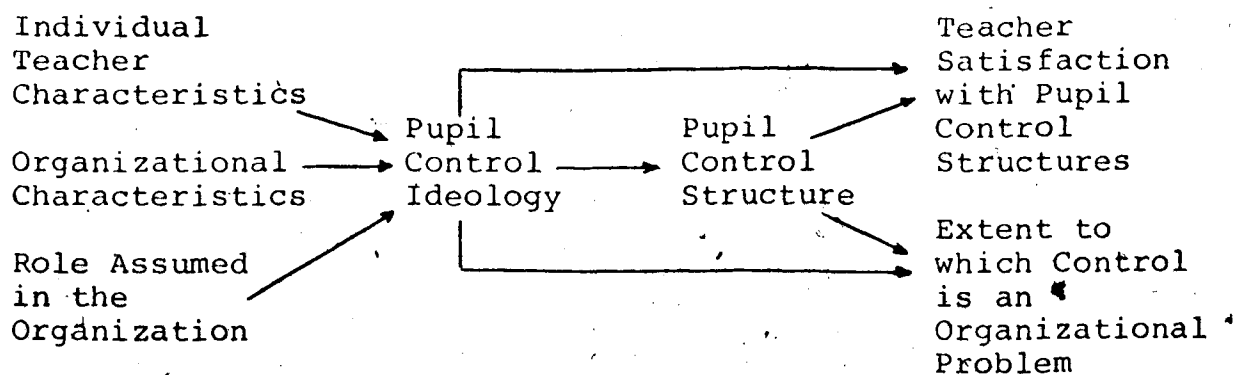 Individual
Teacher
Characteristics
Organizational
Characteristics
Role Assumed
in the
Organization
Pupil
Control
Ideology
Pupil
Control
Structure
Teacher
Satisfaction
with Pupil
Control
Structures
Extent to
which Control
is an
Organizational
Problem